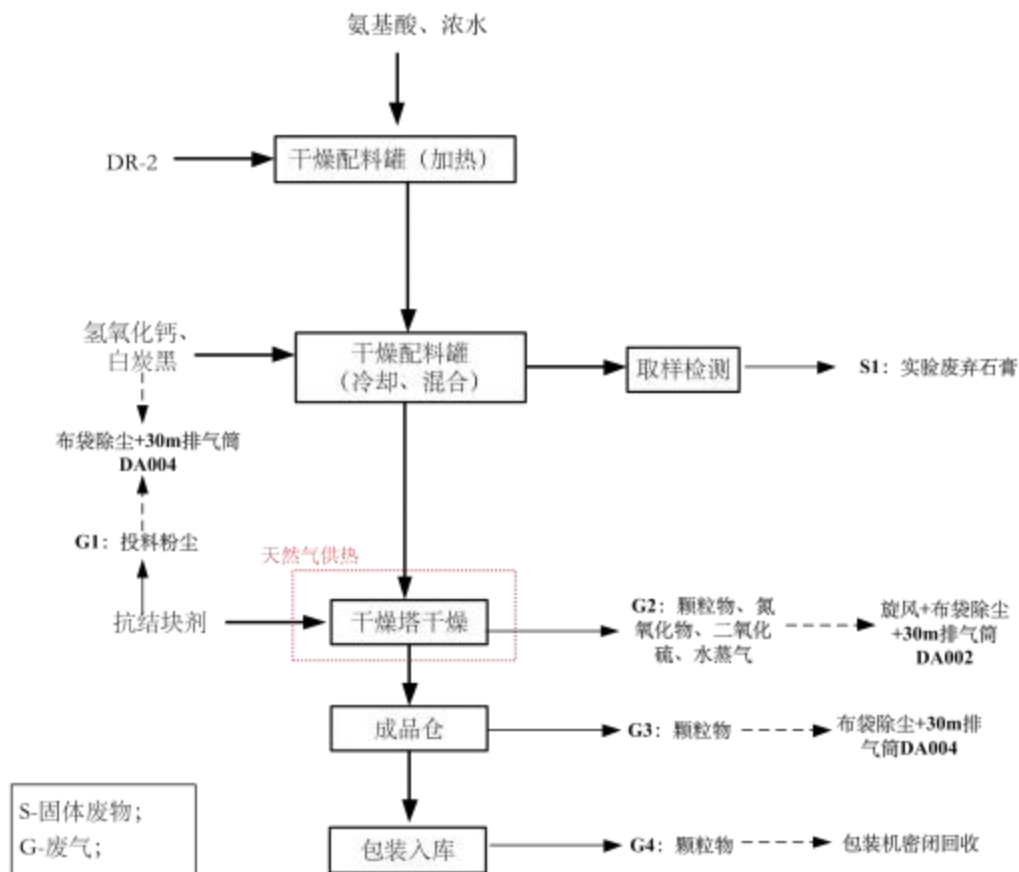 氨基酸、浓水
DR-2
干燥配料罐（加热）
氢氧化钙、
白炭黑
干燥配料罐
（冷却、混合）
取样检测
S1：实验废弃石膏
布袋除尘+30m排气筒
DA004
G1：投料粉尘
天然气供热
抗结块剂
干燥塔干燥
G2：颗粒物、氮
氧化物、二氧化
硫、水蒸气
旋风+布袋除尘
+30m排气筒
DA002
成品仓
G3：颗粒物
布袋除尘+30m排
气筒DA004
S-固体废物；
G-废气；
包装入库
G4：颗粒物
包装机密闭回收